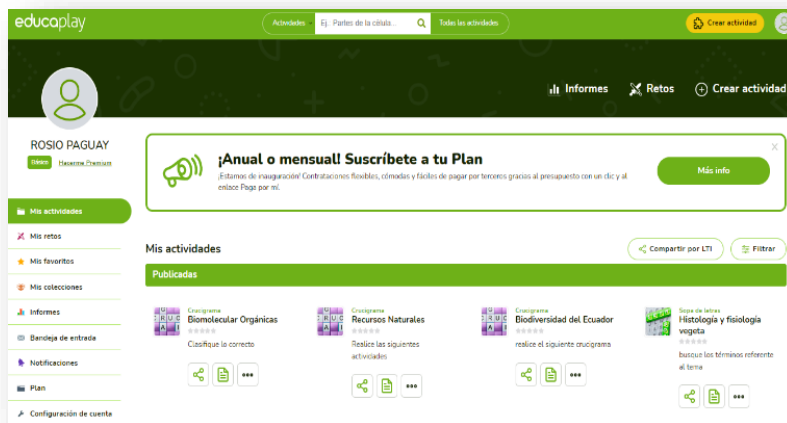 educaplay
Actividades
Ej. Partes de la célula...
Todas las actividades
Crear actividad
Informes
Retos
Crear actividad
ROSIO PAGUAY
Básico
Hazeme Premium
¡Anual o mensual! Suscríbete a tu Plan
¡Estamos de inauguración! Contrataciones flexibles, cómodas y fáciles de pagar por terceros gracias al presupuesto con un clic y al
enlace Paga por mí.
Más info
X
Mis actividades
Mis retos
Mis favoritos
Mis colecciones
Informes
Bandeja de entrada
Notificaciones
Plan
Configuración de cuenta
Mis actividades
Compartir por LTI
Filtrar
Publicadas
Crucigrama
Biomolecular Orgánicas
Clasifique lo correcto
Crucigrama
Recursos Naturales
Realice las siguientes
actividades
Crucigrama
Biodiversidad del Ecuador
realice el siguiente crucigrama
Sopa de letras
Histología y fisiología
vegeta
busque los términos referente
al tema